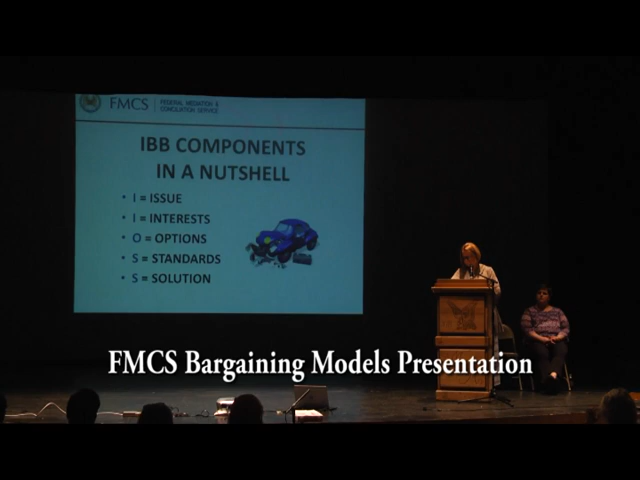 FMCS
FEDERAL MEDIATION &
CONCILIATION SERVICE
IBB COMPONENTS
IN A NUTSHELL
• I = ISSUE
• I = INTERESTS
• O = OPTIONS
• S = STANDARDS
• S = SOLUTION
FMCS Bargaining Models Presentation